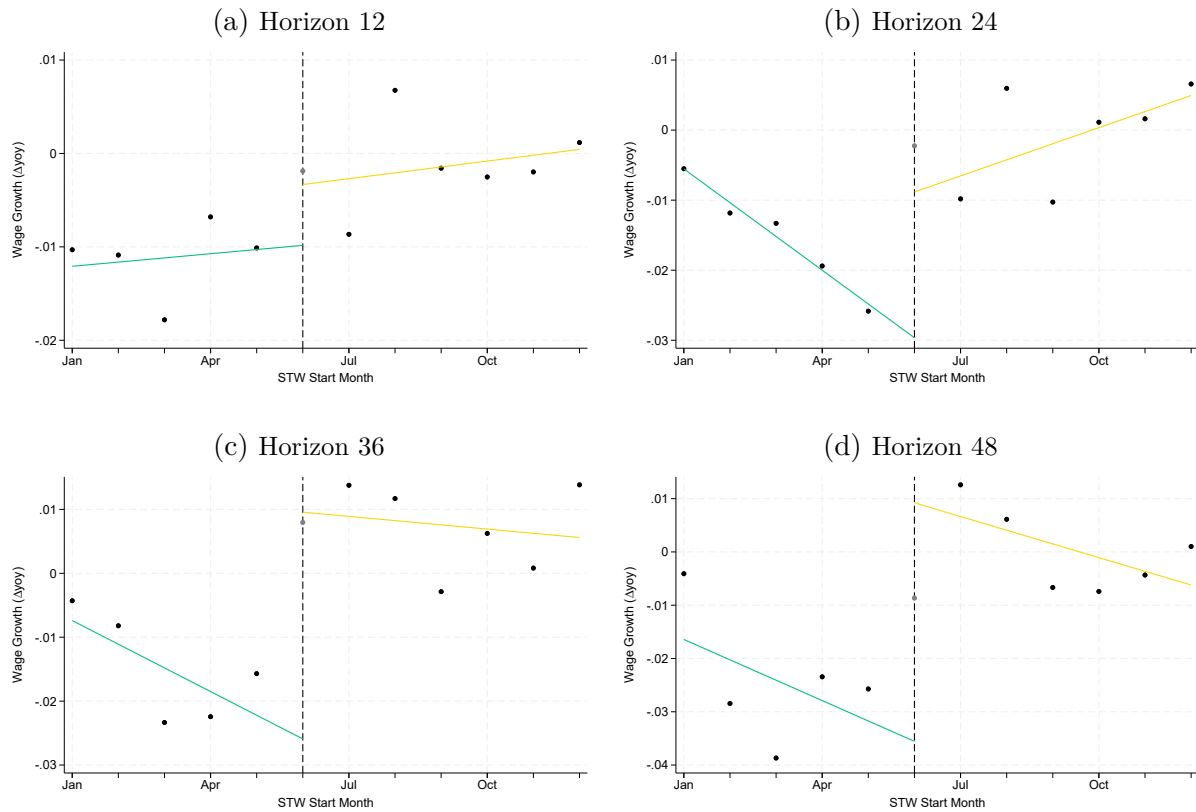 (a) Horizon 12
.01
0
-.01
-.02
Wage Growth (Δyoy)
Jan
Apr
Jul
Oct
STW Start Month
(b) Horizon 24
.01
0
-.01
-.02
-.03
Wage Growth (Δyoy)
Jan
Apr
Jul
Oct
STW Start Month
(c) Horizon 36
.01
0
-.01
-.02
-.03
Wage Growth (Δyoy)
Jan
Apr
Jul
Oct
STW Start Month
(d) Horizon 48
.01
0
-.01
-.02
-.03
-.04
Wage Growth (Δyoy)
Jan
Apr
Jul
Oct
STW Start Month